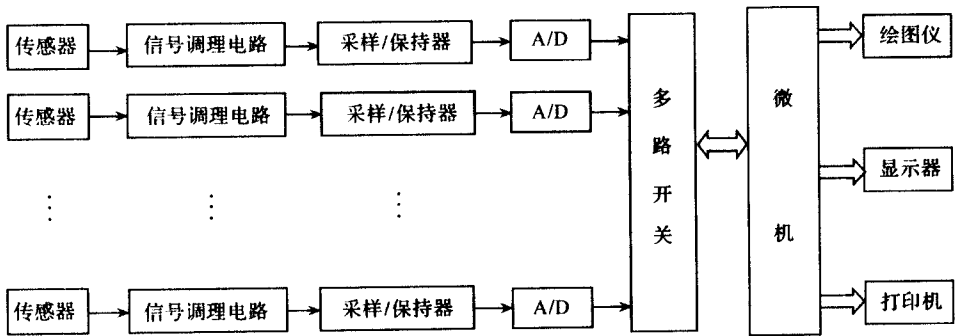 传感器 信号调理电路 采样/保持器 A/D 绘图仪
传感器 信号调理电路 采样/保持器 A/D
多路开关
微机
显示器
传感器 信号调理电路 采样/保持器 A/D 打印机